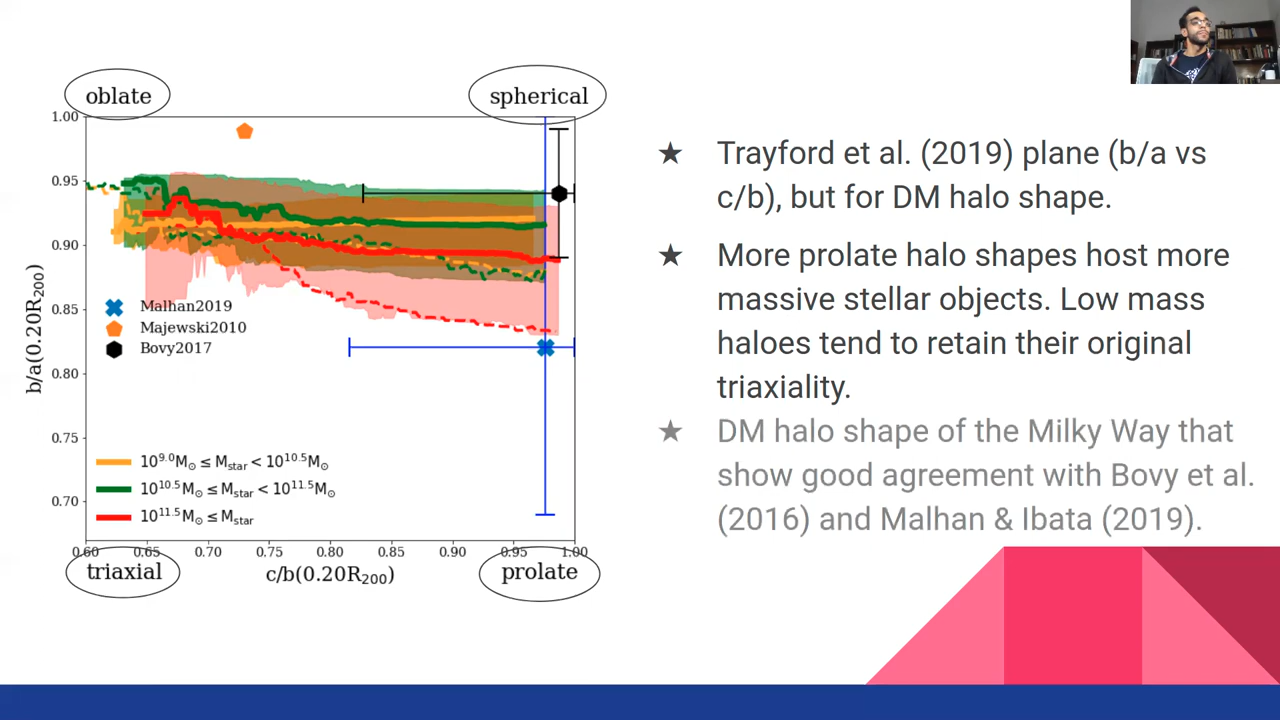 oblate
spherical
1.00
0.95
0.90
0.85
0.80
0.75
0.70
b/a(0.20R200)
Malhan2019
Majewski2010
Bovy2017
10^9.0M⊙ ≤ Mstar < 10^10.5M⊙
10^10.5M⊙ ≤ Mstar < 10^11.5M⊙
10^11.5M⊙ ≤ Mstar
0.60 0.65 0.70 0.75 0.80 0.85 0.90 0.95 1.00
triaxial
c/b(0.20R200)
prolate
★ Trayford et al. (2019) plane (b/a vs
c/b), but for DM halo shape.
★ More prolate halo shapes host more
massive stellar objects. Low mass
haloes tend to retain their original
triaxiality.
★ DM halo shape of the Milky Way that
show good agreement with Bovy et al.
(2016) and Malhan & Ibata (2019).